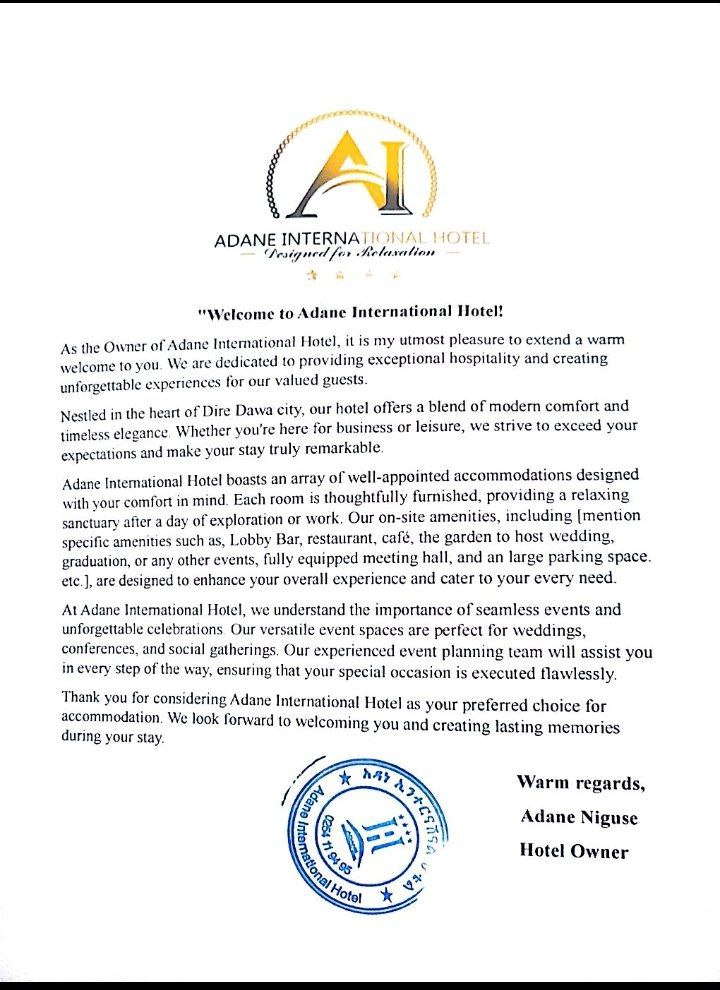 AI
ADANE INTERNATIONAL HOTEL
Designed for Relaxation
"Welcome to Adane International Hotel!
As the Owner of Adane International Hotel, it is my utmost pleasure to extend a warm
welcome to you. We are dedicated to providing exceptional hospitality and creating
unforgettable experiences for our valued guests.
Nestled in the heart of Dire Dawa city, our hotel offers a blend of modern comfort and
timeless elegance. Whether you're here for business or leisure, we strive to exceed your
expectations and make your stay truly remarkable.
Adane International Hotel boasts an array of well-appointed accommodations designed
with your comfort in mind. Each room is thoughtfully furnished, providing a relaxing
sanctuary after a day of exploration or work. Our on-site amenities, including [mention
specific amenities such as, Lobby Bar, restaurant, café, the garden to host wedding,
graduation, or any other events, fully equipped meeting hall, and an large parking space.
etc.], are designed to enhance your overall experience and cater to your every need.
At Adane International Hotel, we understand the importance of seamless events and
unforgettable celebrations. Our versatile event spaces are perfect for weddings,
conferences, and social gatherings. Our experienced event planning team will assist you
in every step of the way, ensuring that your special occasion is executed flawlessly.
Thank you for considering Adane International Hotel as your preferred choice for
accommodation. We look forward to welcoming you and creating lasting memories
during your stay.
Warm regards,
Adane Niguse
Hotel Owner
አዳነ ኢንተርናሽናል ሆቴል
Adane International Hotel
0254 11 94 95